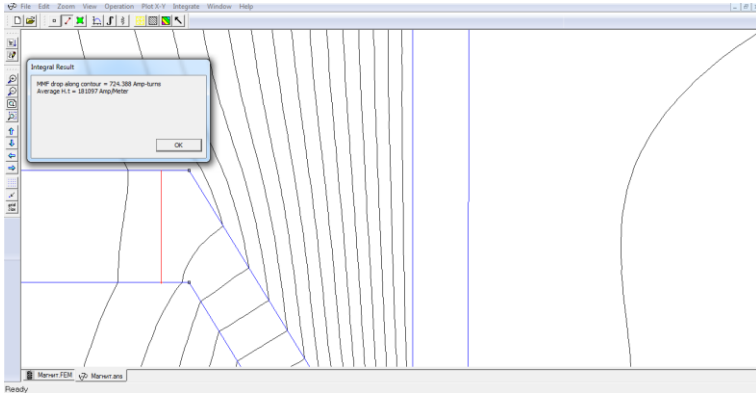 File Edit Zoom View Operation Plot X-Y Integrate Window Help
Integral Result
MMF drop along contour = 724.388 Amp-turns
Average H.t = 181097 Amp/Meter
OK
Магнит.FEM Магнит.ans
Ready